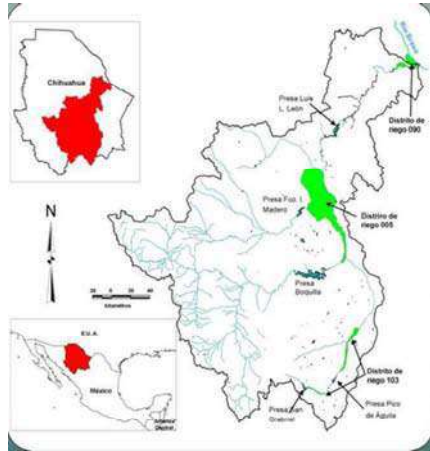 Chihuahua
Río Bravo
Presa Luis
L. León
Distrito de
riego 090
Presa Fco. I.
Madero
Distrito de
riego 005
N
Presa
Boquilla
kilometros
E.U.A.
México
Distrito de
riego 103
Presa San
Gabriel
Presa Pico
de Águila